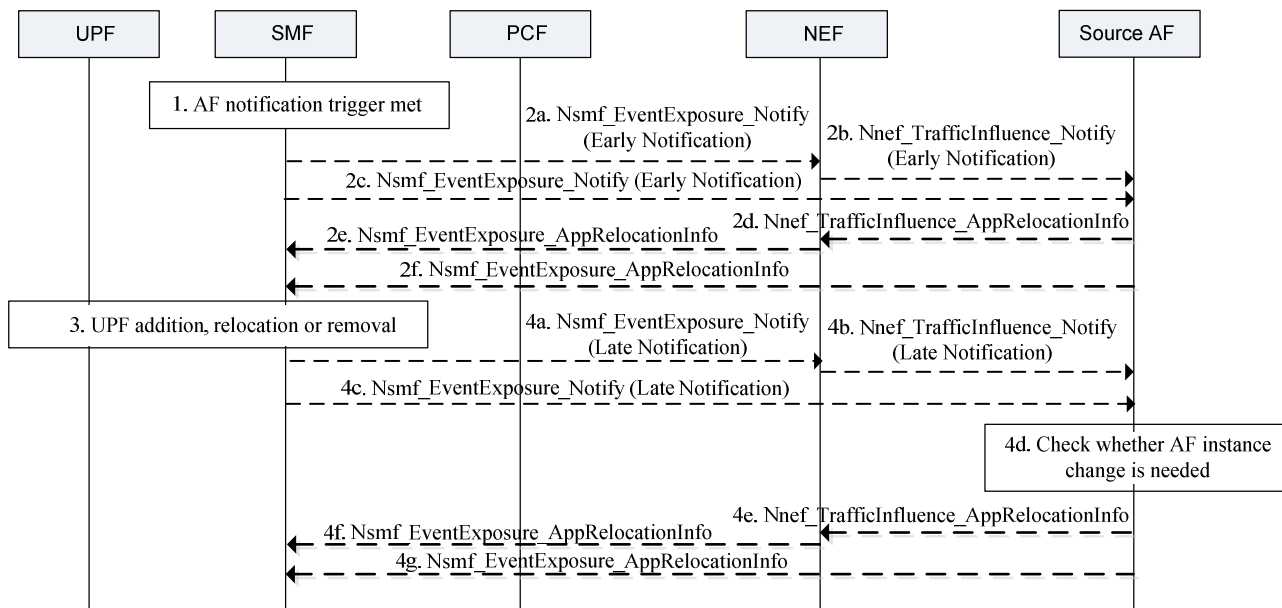 UPF
SMF
PCF
NEF
Source AF
1. AF notification trigger met
2a. Nsmf_EventExposure_Notify
(Early Notification)
2b. Nnef_TrafficInfluence_Notify
(Early Notification)
2c. Nsmf_EventExposure_Notify (Early Notification)
2d. Nnef_TrafficInfluence_AppRelocationInfo
2e. Nsmf_EventExposure_AppRelocationInfo
2f. Nsmf_EventExposure_AppRelocationInfo
3. UPF addition, relocation or removal
4a. Nsmf_EventExposure_Notify
(Late Notification)
4b. Nnef_TrafficInfluence_Notify
(Late Notification)
4c. Nsmf_EventExposure_Notify (Late Notification)
4d. Check whether AF instance
change is needed
4e. Nnef_TrafficInfluence_AppRelocationInfo
4f. Nsmf_EventExposure_AppRelocationInfo
4g. Nsmf_EventExposure_AppRelocationInfo